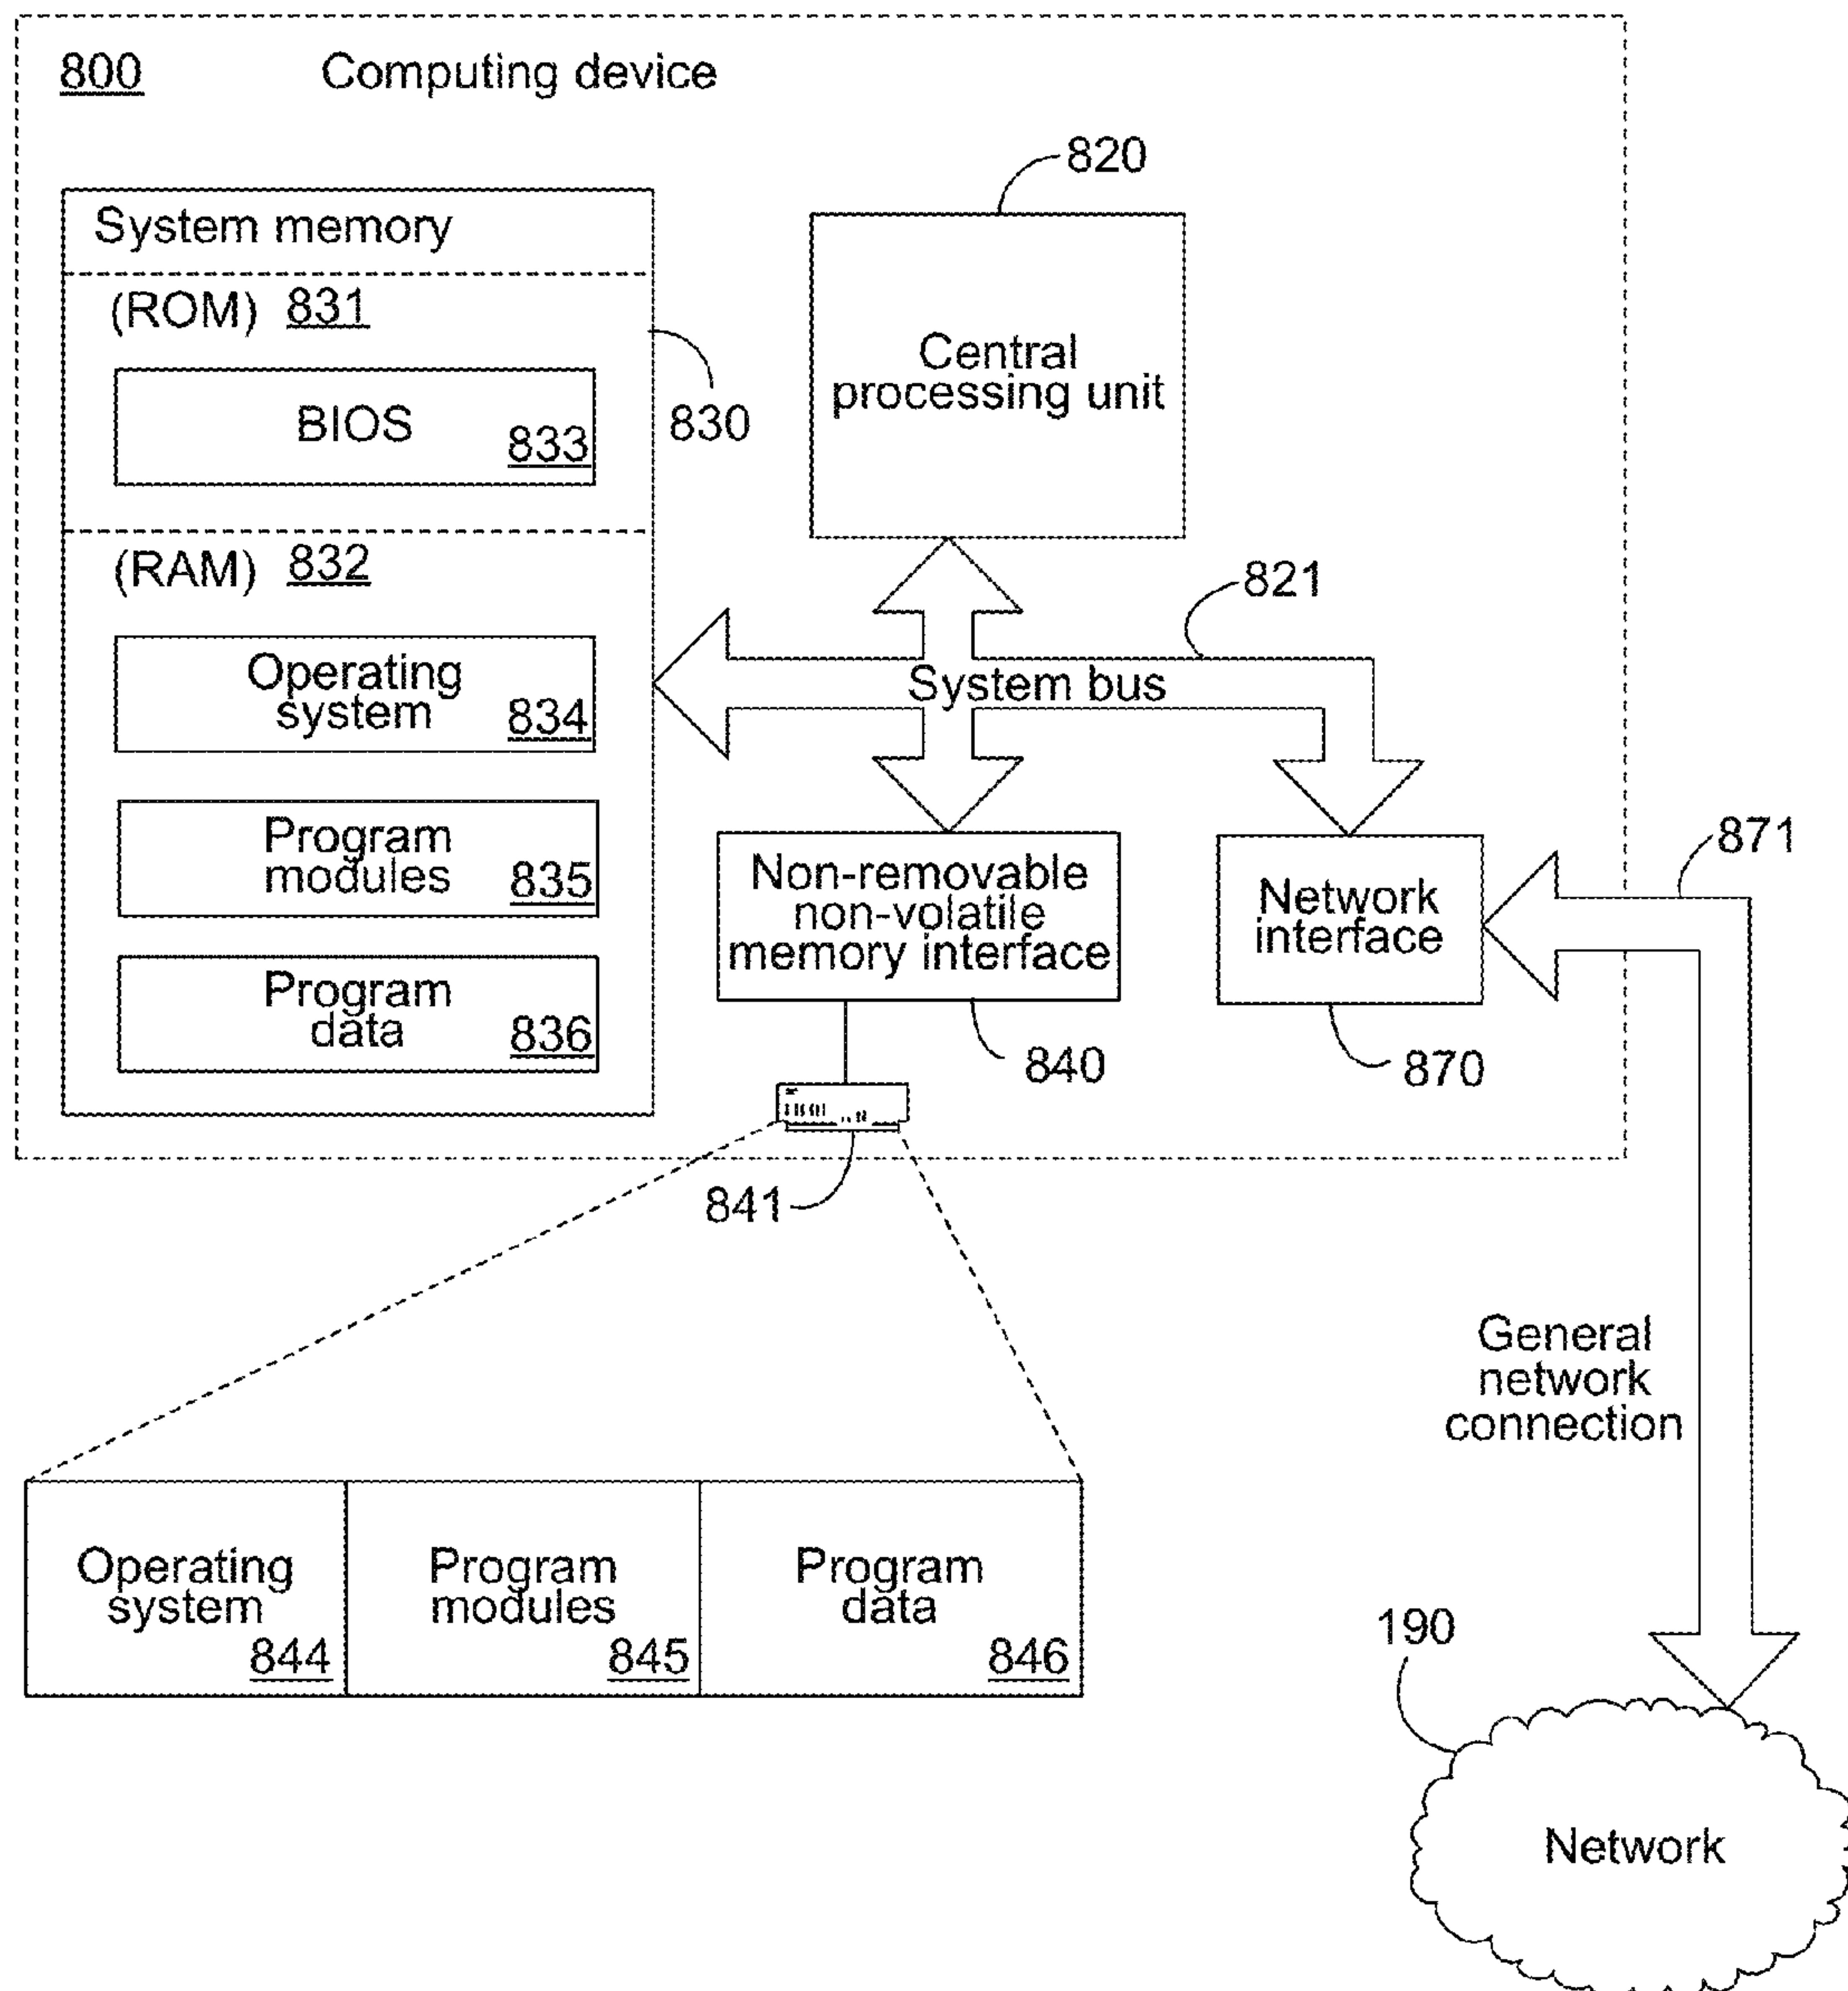 800 Computing device
820
System memory
(ROM) 831
BIOS
833
830
Central
processing unit
(RAM) 832
821
Operating
system
834
System bus
Program
modules
835
Program
data
836
Non-removable
non-volatile
memory interface
840
Network
interface
870
871
841
General
network
connection
Operating
system
844
Program
modules
845
Program
data
846
190
Network